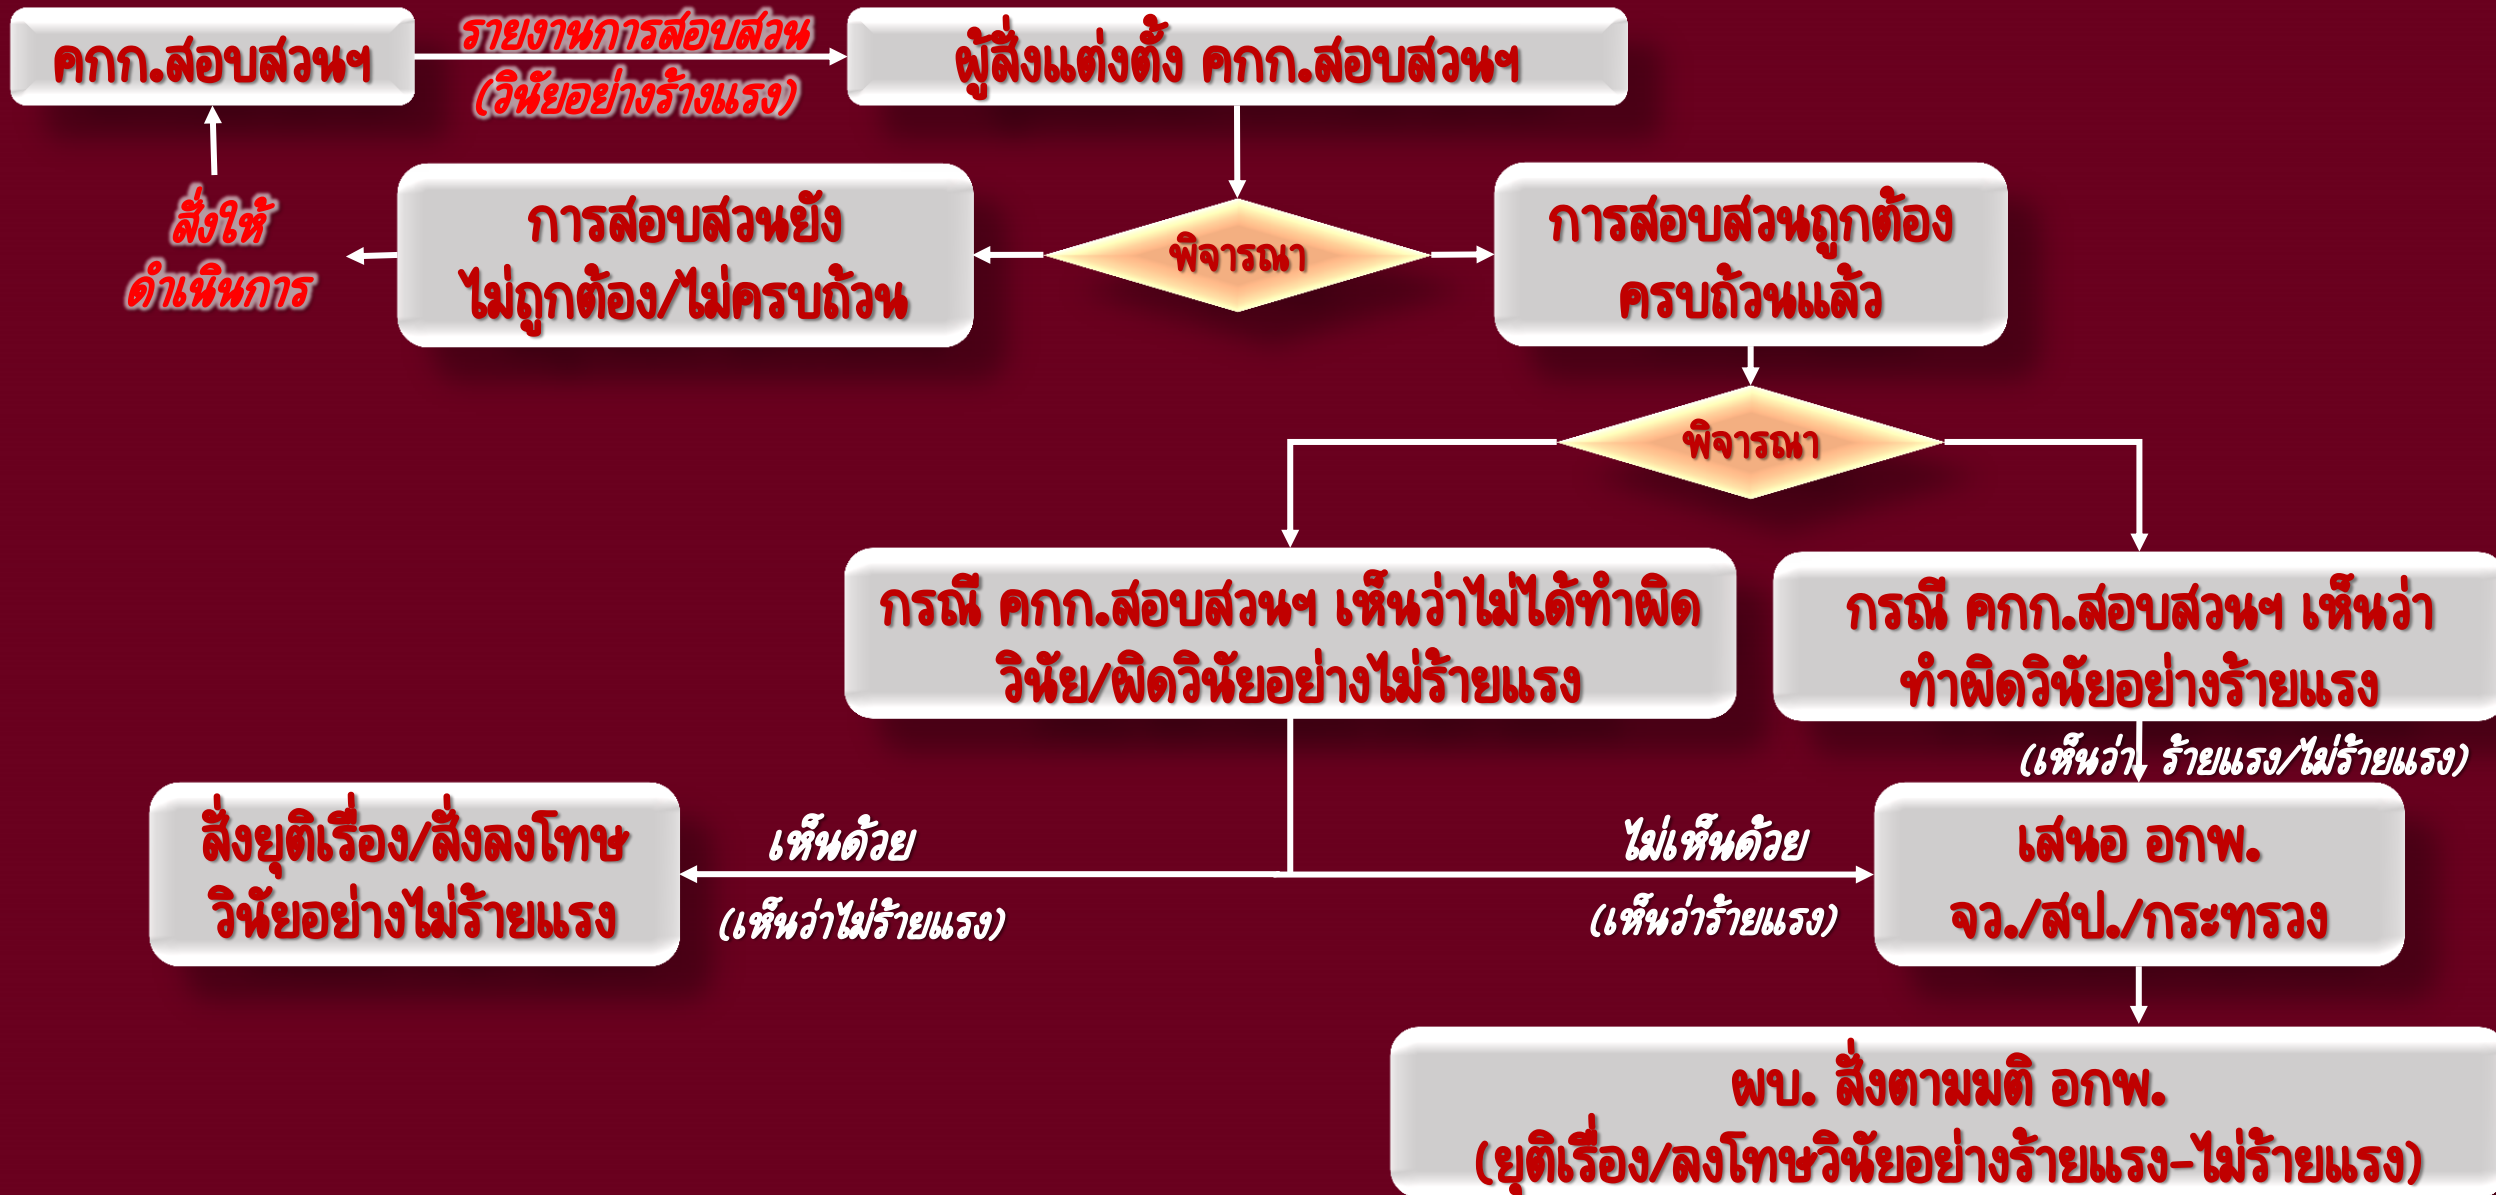 คกก.สอบสวนฯ
รายงานการสอบสวน
(วินัยอย่างร้างแรง)
ผู้สั่งแต่งตั้ง คกก.สอบสวนฯ
สั่งให้
ดำเนินการ
การสอบสวนยัง
ไม่ถูกต้อง/ไม่ครบถ้วน
พิจารณา
การสอบสวนถูกต้อง
ครบถ้วนแล้ว
พิจารณา
กรณี คกก.สอบสวนฯ เห็นว่าไม่ได้ทำผิด
วินัย/ผิดวินัยอย่างไม่ร้ายแรง
กรณี คกก.สอบสวนฯ เห็นว่า
ทำผิดวินัยอย่างร้ายแรง
(เห็นว่า ร้ายแรง/ไม่ร้ายแรง)
สั่งยุติเรื่อง/สั่งลงโทษ
วินัยอย่างไม่ร้ายแรง
เห็นด้วย
(เห็นว่าไม่ร้ายแรง)
ไม่เห็นด้วย
(เห็นว่าร้ายแรง)
เสนอ อกพ.
จว./สป./กระทรวง
ผบ. สั่งตามมติ อกพ.
(ยุติเรื่อง/ลงโทษวินัยอย่างร้ายแรง-ไม่ร้ายแรง)